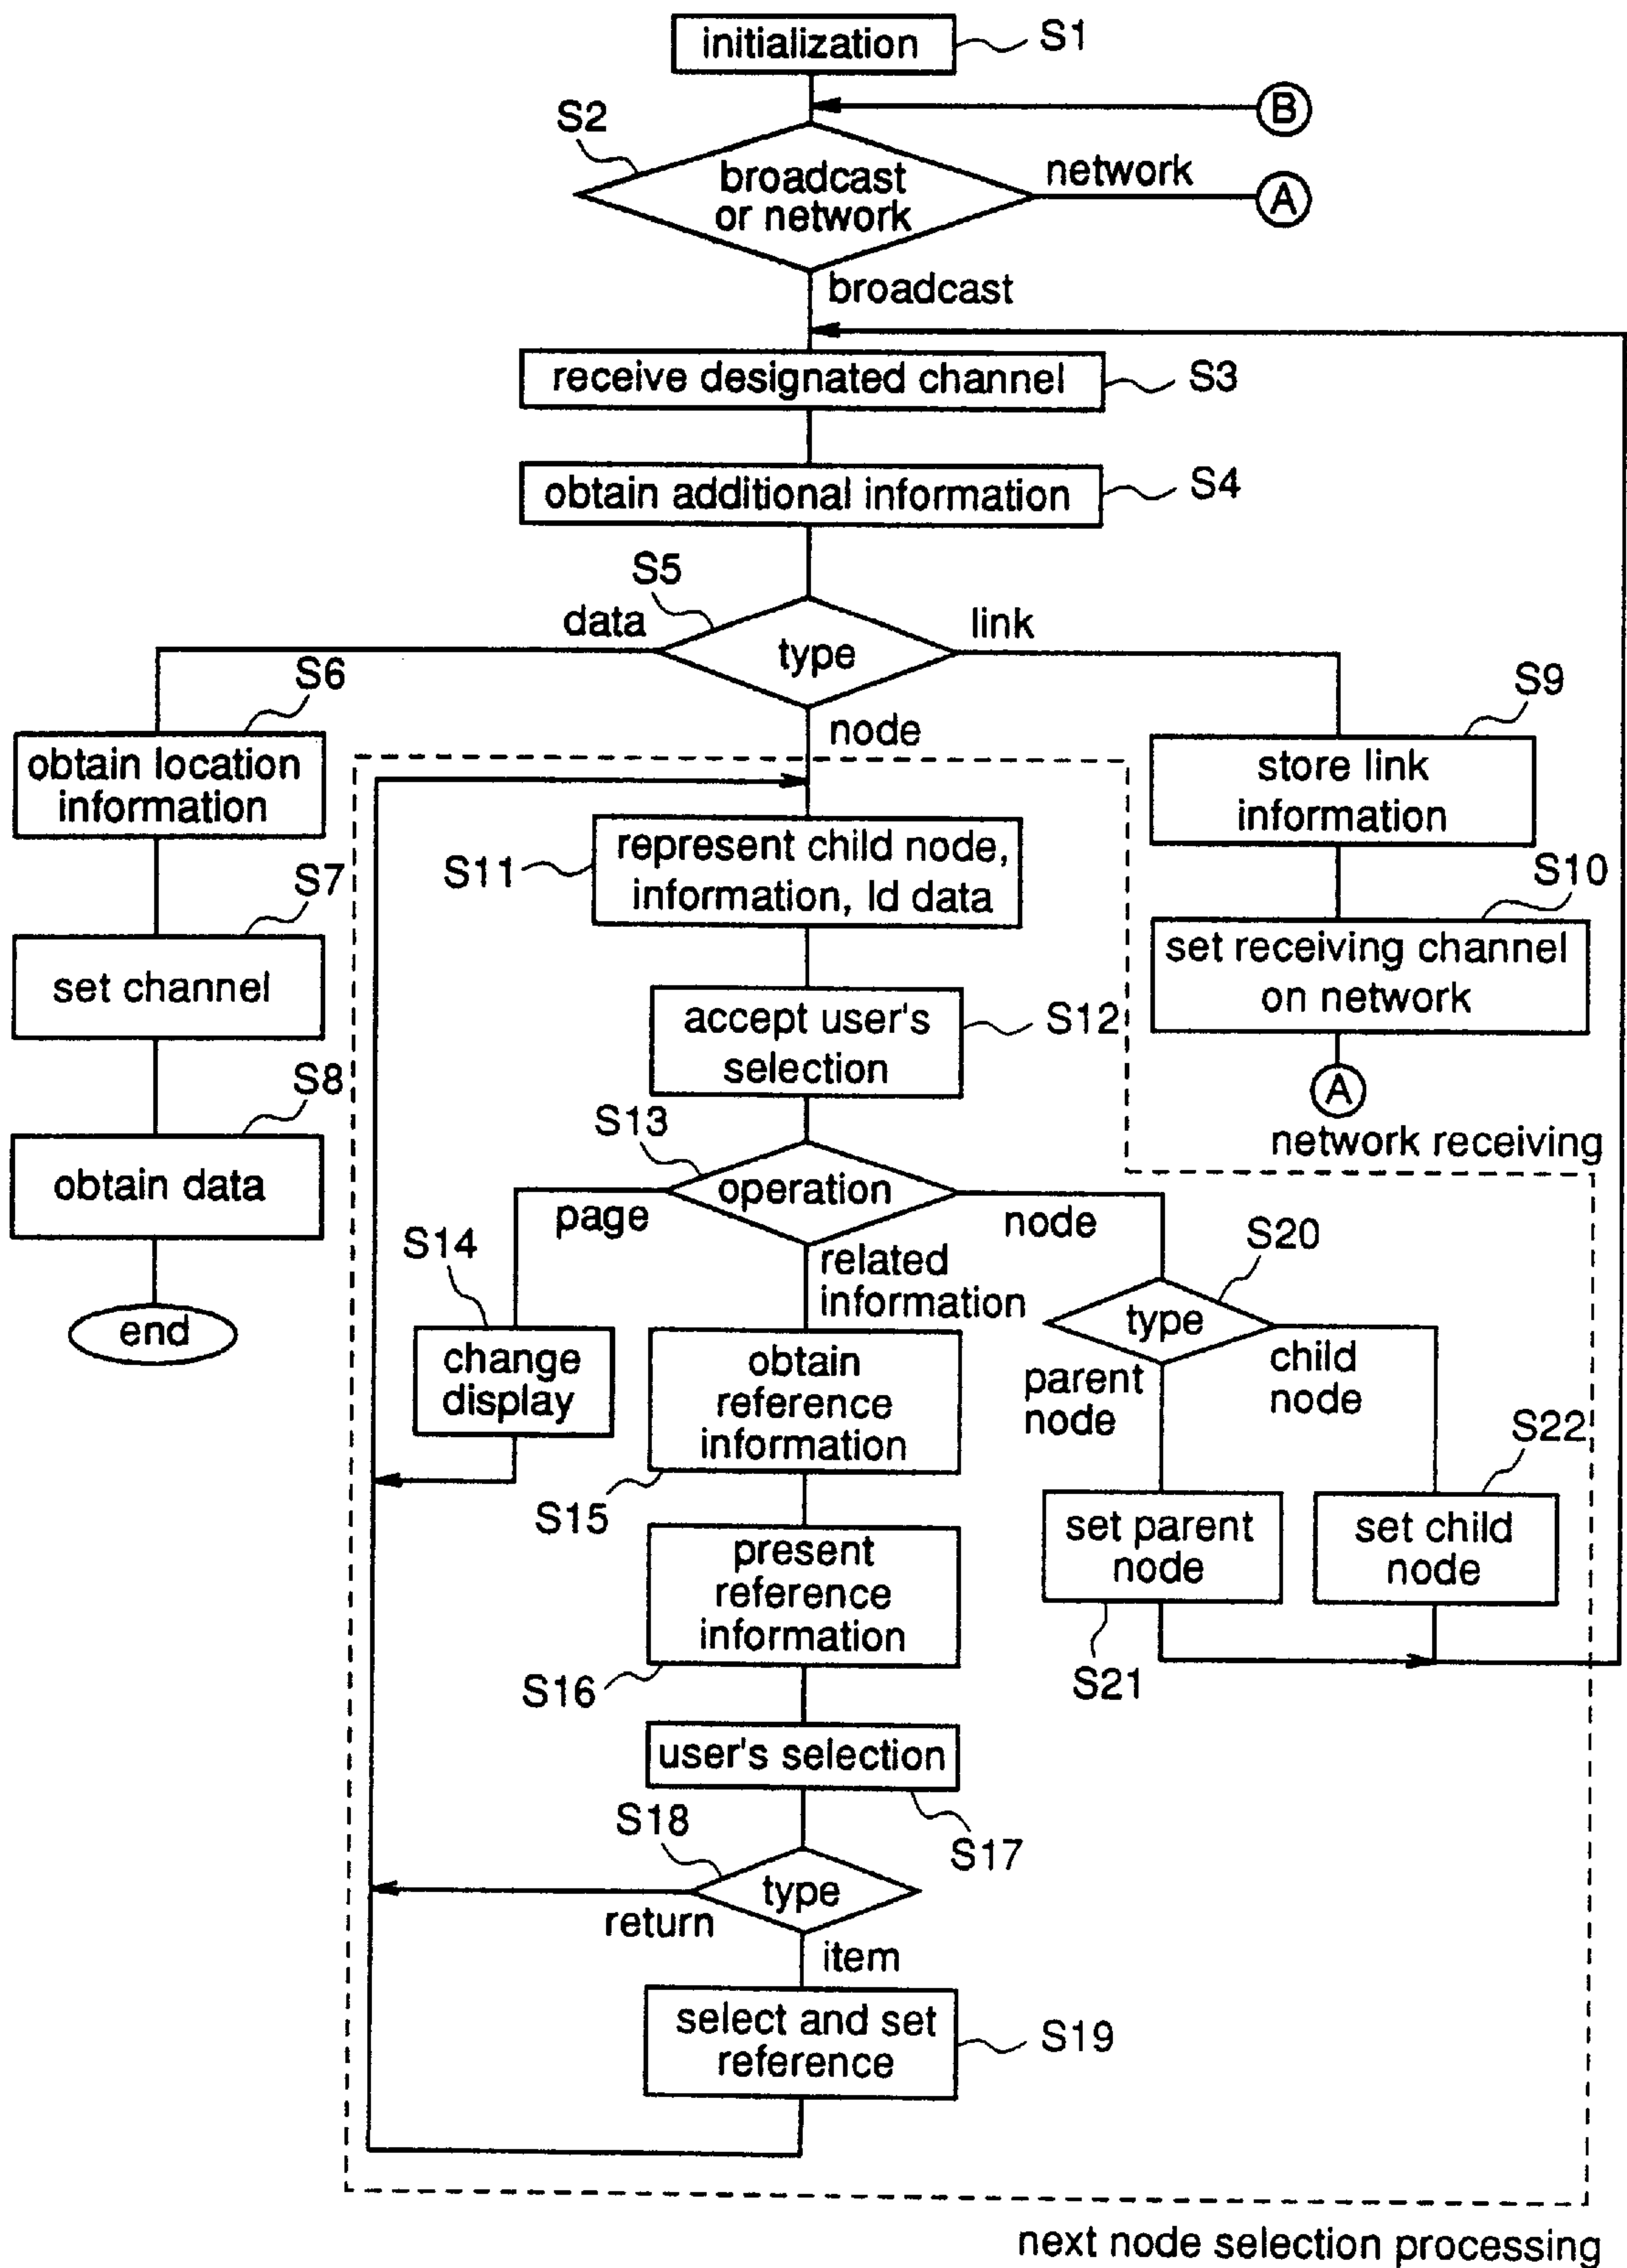 initialization
S1
B
S2
broadcast
or network
network
A
broadcast
receive designated channel
S3
obtain additional information
S4
S5
data
type
link
node
S6
obtain location
information
S7
set channel
S8
obtain data
end
S9
store link
information
S10
set receiving channel
on network
A
network receiving
S11
represent child node,
information, Id data
accept user's
selection
S12
S13
operation
page
related
information
node
S14
change
display
obtain
reference
information
S15
present
reference
information
S16
user's selection
S17
S18
type
return
item
select and set
reference
S19
S20
type
parent
node
child
node
set parent
node
S21
S22
set child
node
next node selection processing